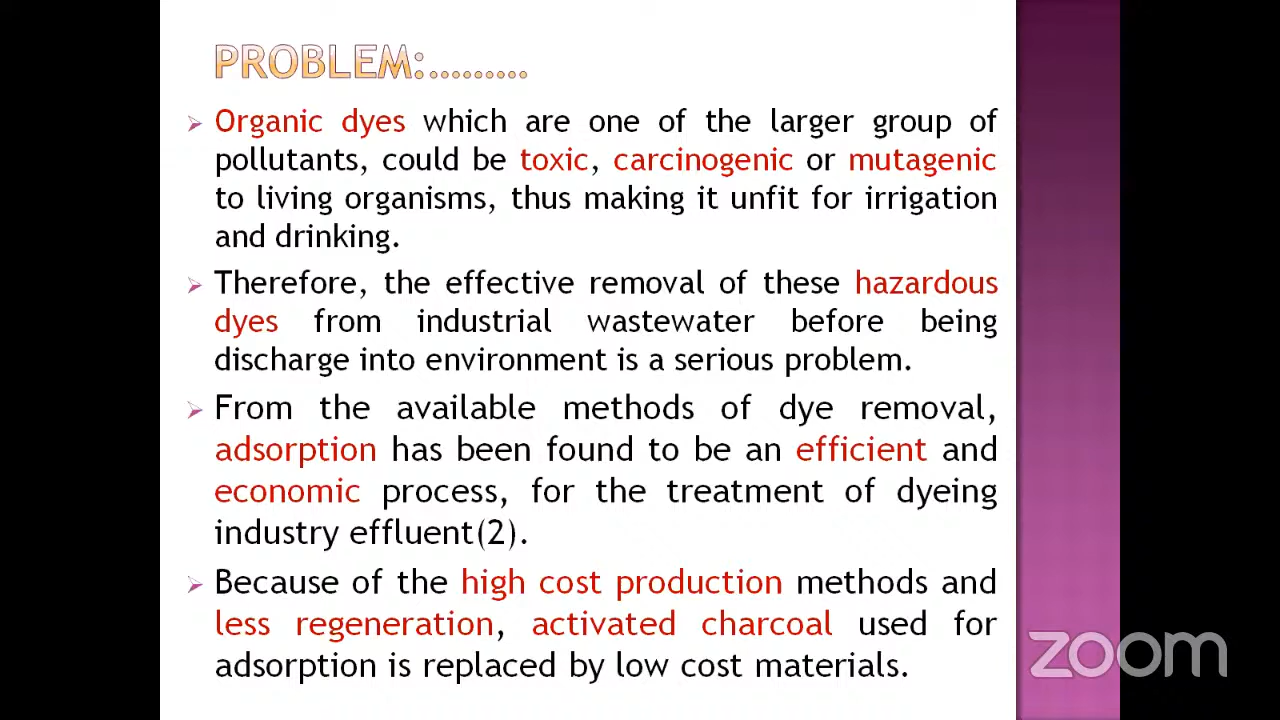 PROBLEM:.........
Organic dyes which are one of the larger group of
pollutants, could be toxic, carcinogenic or mutagenic
to living organisms, thus making it unfit for irrigation
and drinking.
Therefore, the effective removal of these hazardous
dyes from industrial wastewater before being
discharge into environment is a serious problem.
From the available methods of dye removal,
adsorption has been found to be an efficient and
economic process, for the treatment of dyeing
industry effluent(2).
Because of the high cost production methods and
less regeneration, activated charcoal used for
adsorption is replaced by low cost materials.
zoom